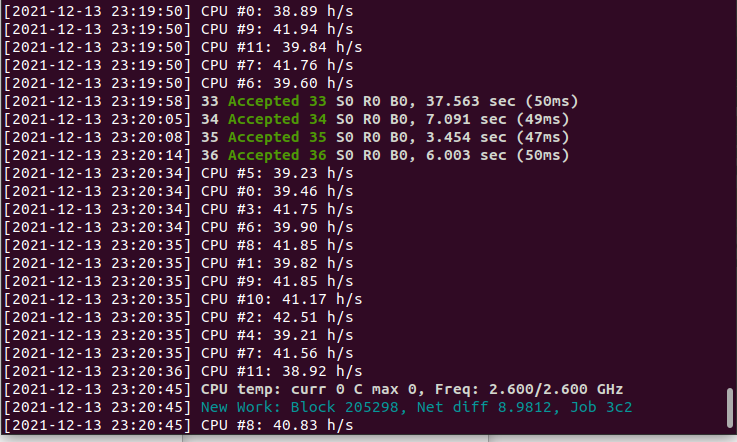 [2021-12-13 23:19:50] CPU #0: 38.89 h/s
[2021-12-13 23:19:50] CPU #9: 41.94 h/s
[2021-12-13 23:19:50] CPU #11: 39.84 h/s
[2021-12-13 23:19:50] CPU #7: 41.76 h/s
[2021-12-13 23:19:50] CPU #6: 39.60 h/s
[2021-12-13 23:19:58] 33 Accepted 33 S0 R0 B0, 37.563 sec (50ms)
[2021-12-13 23:20:05] 34 Accepted 34 S0 R0 B0, 7.091 sec (49ms)
[2021-12-13 23:20:08] 35 Accepted 35 S0 R0 B0, 3.454 sec (47ms)
[2021-12-13 23:20:14] 36 Accepted 36 S0 R0 B0, 6.003 sec (50ms)
[2021-12-13 23:20:34] CPU #5: 39.23 h/s
[2021-12-13 23:20:34] CPU #0: 39.46 h/s
[2021-12-13 23:20:34] CPU #3: 41.75 h/s
[2021-12-13 23:20:34] CPU #6: 39.90 h/s
[2021-12-13 23:20:35] CPU #8: 41.85 h/s
[2021-12-13 23:20:35] CPU #1: 39.82 h/s
[2021-12-13 23:20:35] CPU #9: 41.85 h/s
[2021-12-13 23:20:35] CPU #10: 41.17 h/s
[2021-12-13 23:20:35] CPU #2: 42.51 h/s
[2021-12-13 23:20:35] CPU #4: 39.21 h/s
[2021-12-13 23:20:35] CPU #7: 41.56 h/s
[2021-12-13 23:20:36] CPU #11: 38.92 h/s
[2021-12-13 23:20:45] CPU temp: curr 0 C max 0, Freq: 2.600/2.600 GHz
[2021-12-13 23:20:45] New Work: Block 205298, Net diff 8.9812, Job 3c2
[2021-12-13 23:20:45] CPU #8: 40.83 h/s